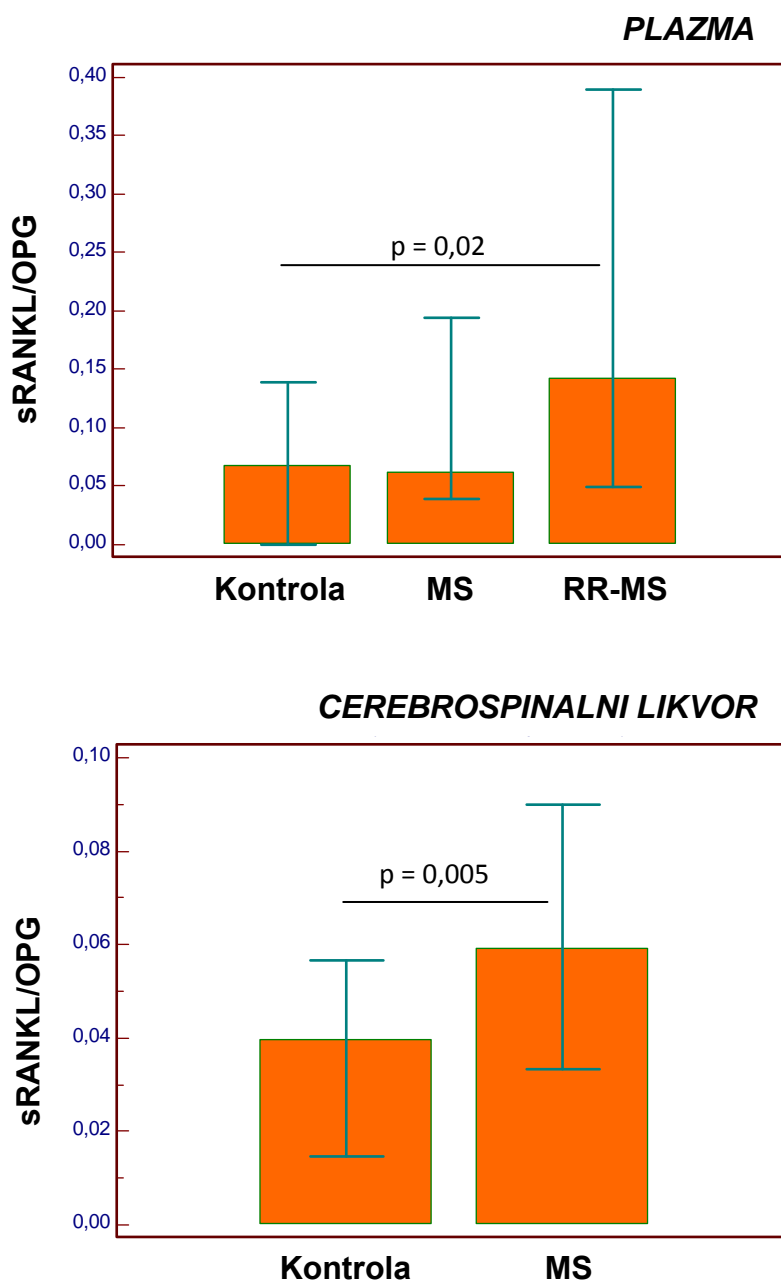 PLAZMA
0,40
0,35
0,30
0,25
0,20
0,15
0,10
0,05
0,00
sRANKL/OPG
p = 0,02
Kontrola MS RR-MS
CEREBROSPINALNI LIKVOR
0,10
0,08
0,06
0,04
0,02
0,00
sRANKL/OPG
p = 0,005
Kontrola MS